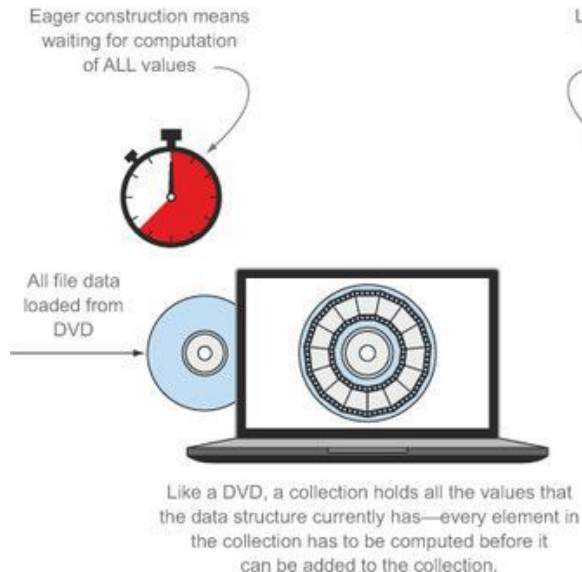 Eager construction means
waiting for computation
of ALL values
L
All file data
loaded from
DVD
Like a DVD, a collection holds all the values that
the data structure currently has—every element in
the collection has to be computed before it
can be added to the collection.